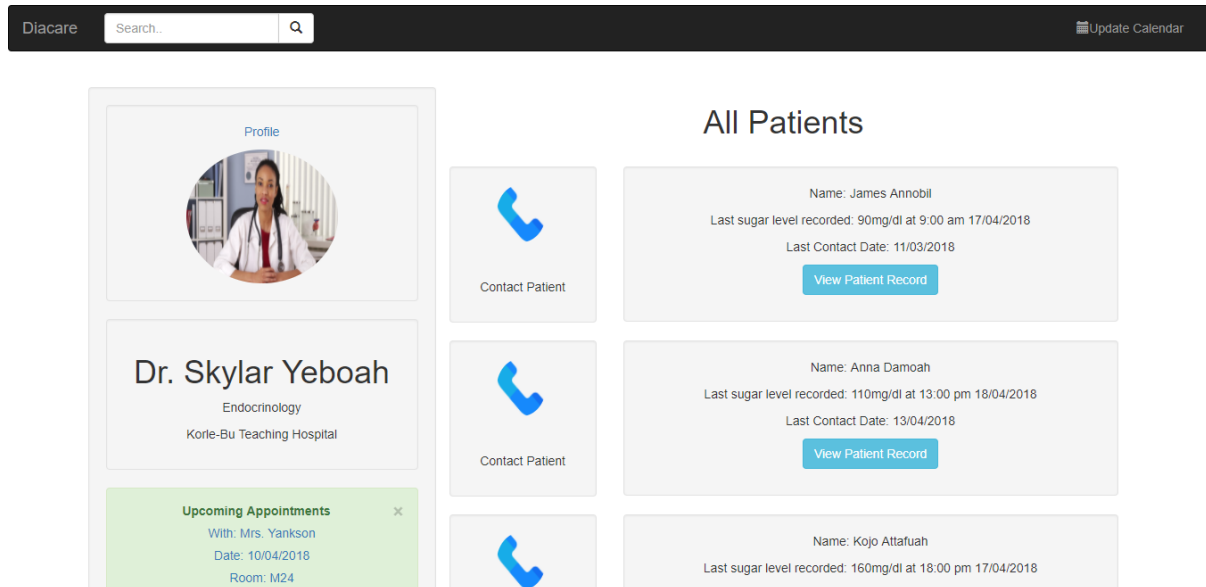 Diacare
Search..
Update Calendar
Profile
Dr. Skylar Yeboah
Endocrinology
Korle-Bu Teaching Hospital
Upcoming Appointments ×
With: Mrs. Yankson
Date: 10/04/2018
Room: M24
All Patients
Contact Patient
Name: James Annobil
Last sugar level recorded: 90mg/dl at 9:00 am 17/04/2018
Last Contact Date: 11/03/2018
View Patient Record
Contact Patient
Name: Anna Damoah
Last sugar level recorded: 110mg/dl at 13:00 pm 18/04/2018
Last Contact Date: 13/04/2018
View Patient Record
Name: Kojo Attafuah
Last sugar level recorded: 160mg/dl at 18:00 pm 17/04/2018